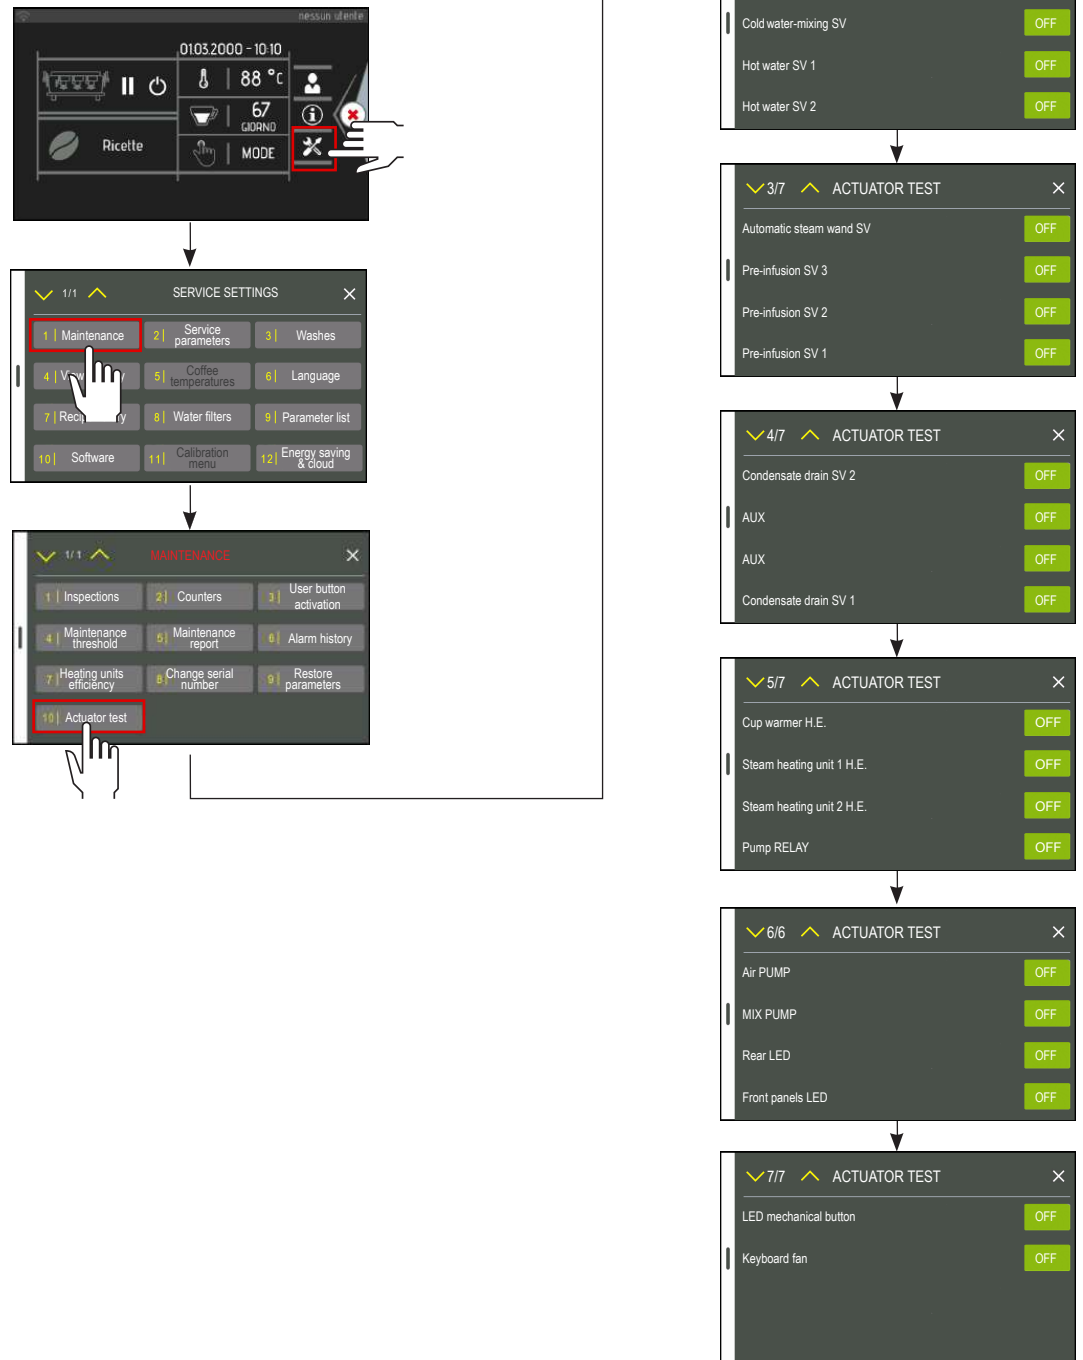 nessun utente
01.03.2000 - 10:10
88 °c
67
GIORNO
Ricette
MODE
1/1 SERVICE SETTINGS
1 | Maintenance
2 | Service parameters
3 | Washes
4 |
5 | Coffee temperatures
6 | Language
7 |
8 | Water filters
9 | Parameter list
10 | Software
11 | Calibration menu
12 | Energy saving & cloud
1/1 MAINTENANCE
1 | Inspections
2 | Counters
3 | User button activation
4 | Maintenance threshold
5 | Maintenance report
6 | Alarm history
7 | Heating units efficiency
8 | Change serial number
9 | Restore parameters
10 | Actuator test
Cold water-mixing SV OFF
Hot water SV 1 OFF
Hot water SV 2 OFF
3/7 ACTUATOR TEST
Automatic steam wand SV OFF
Pre-infusion SV 3 OFF
Pre-infusion SV 2 OFF
Pre-infusion SV 1 OFF
4/7 ACTUATOR TEST
Condensate drain SV 2 OFF
AUX OFF
AUX OFF
Condensate drain SV 1 OFF
5/7 ACTUATOR TEST
Cup warmer H.E. OFF
Steam heating unit 1 H.E. OFF
Steam heating unit 2 H.E. OFF
Pump RELAY OFF
6/6 ACTUATOR TEST
Air PUMP OFF
MIX PUMP OFF
Rear LED OFF
Front panels LED OFF
7/7 ACTUATOR TEST
LED mechanical button OFF
Keyboard fan OFF